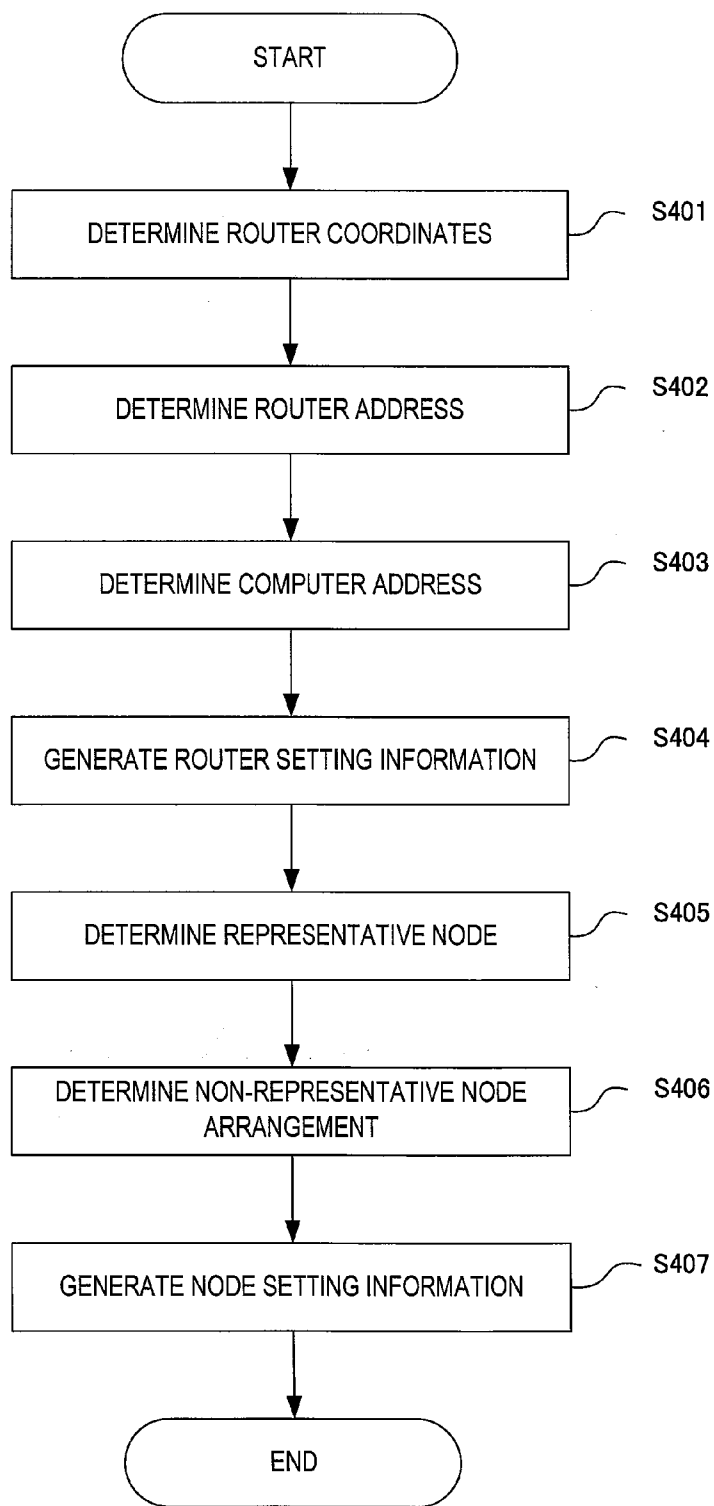 START
DETERMINE ROUTER COORDINATES
S401
DETERMINE ROUTER ADDRESS
S402
DETERMINE COMPUTER ADDRESS
S403
GENERATE ROUTER SETTING INFORMATION
S404
DETERMINE REPRESENTATIVE NODE
S405
DETERMINE NON-REPRESENTATIVE NODE
ARRANGEMENT
S406
GENERATE NODE SETTING INFORMATION
S407
END